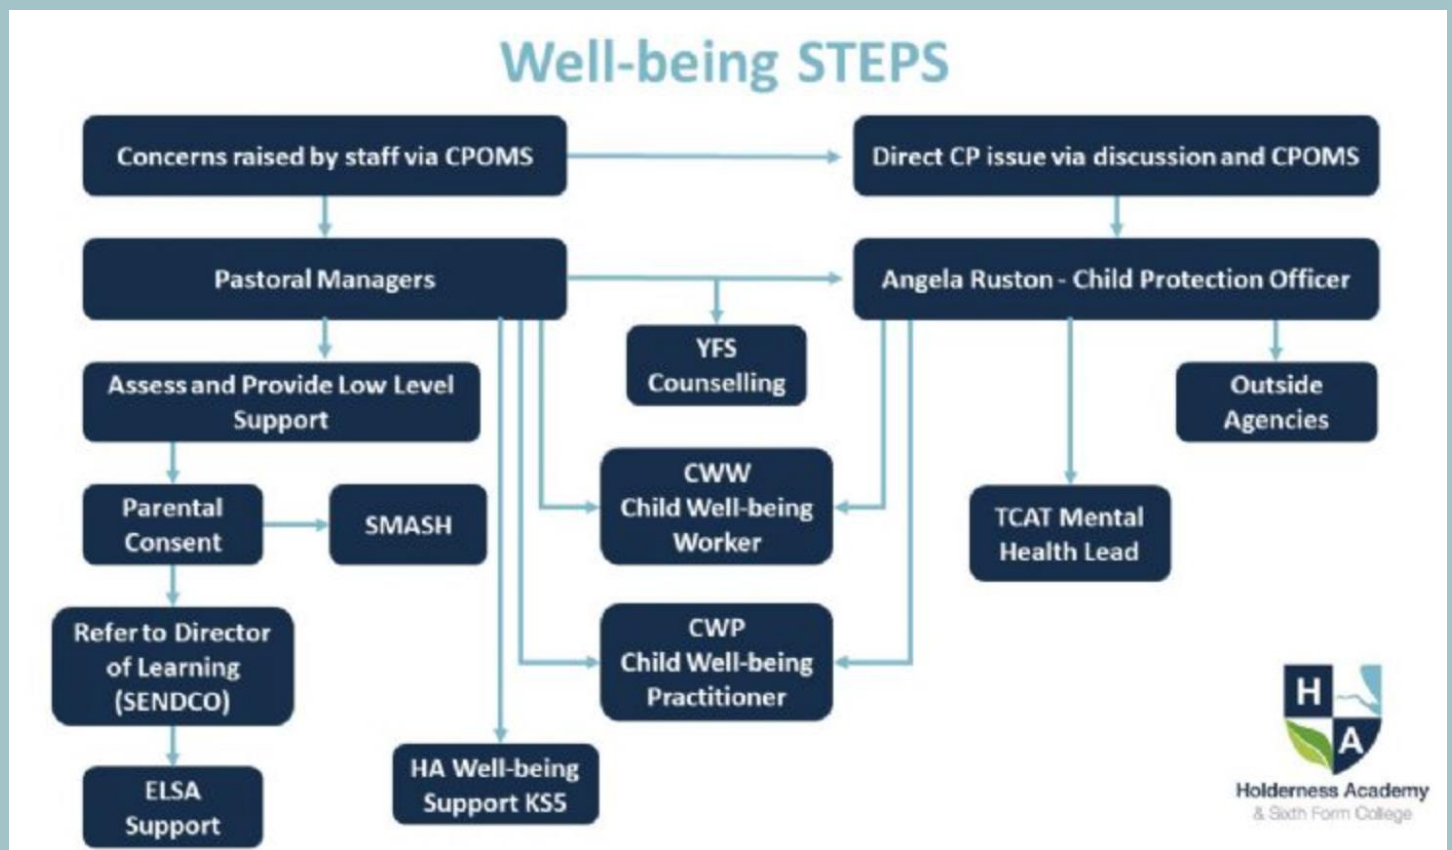 Well-being STEPS
Concerns raised by staff via CPOMS
Direct CP issue via discussion and CPOMS
Pastoral Managers
Angela Ruston - Child Protection Officer
YFS
Counselling
Assess and Provide Low Level
Support
Outside
Agencies
CWW
Child Well-being
Worker
Parental
Consent
SMASH
TCAT Mental
Health Lead
Refer to Director
of Learning
(SENDCO)
CWP
Child Well-being
Practitioner
HA Well-being
Support KS5
ELSA
Support
H
A
Holderness Academy
& Sixth Form College